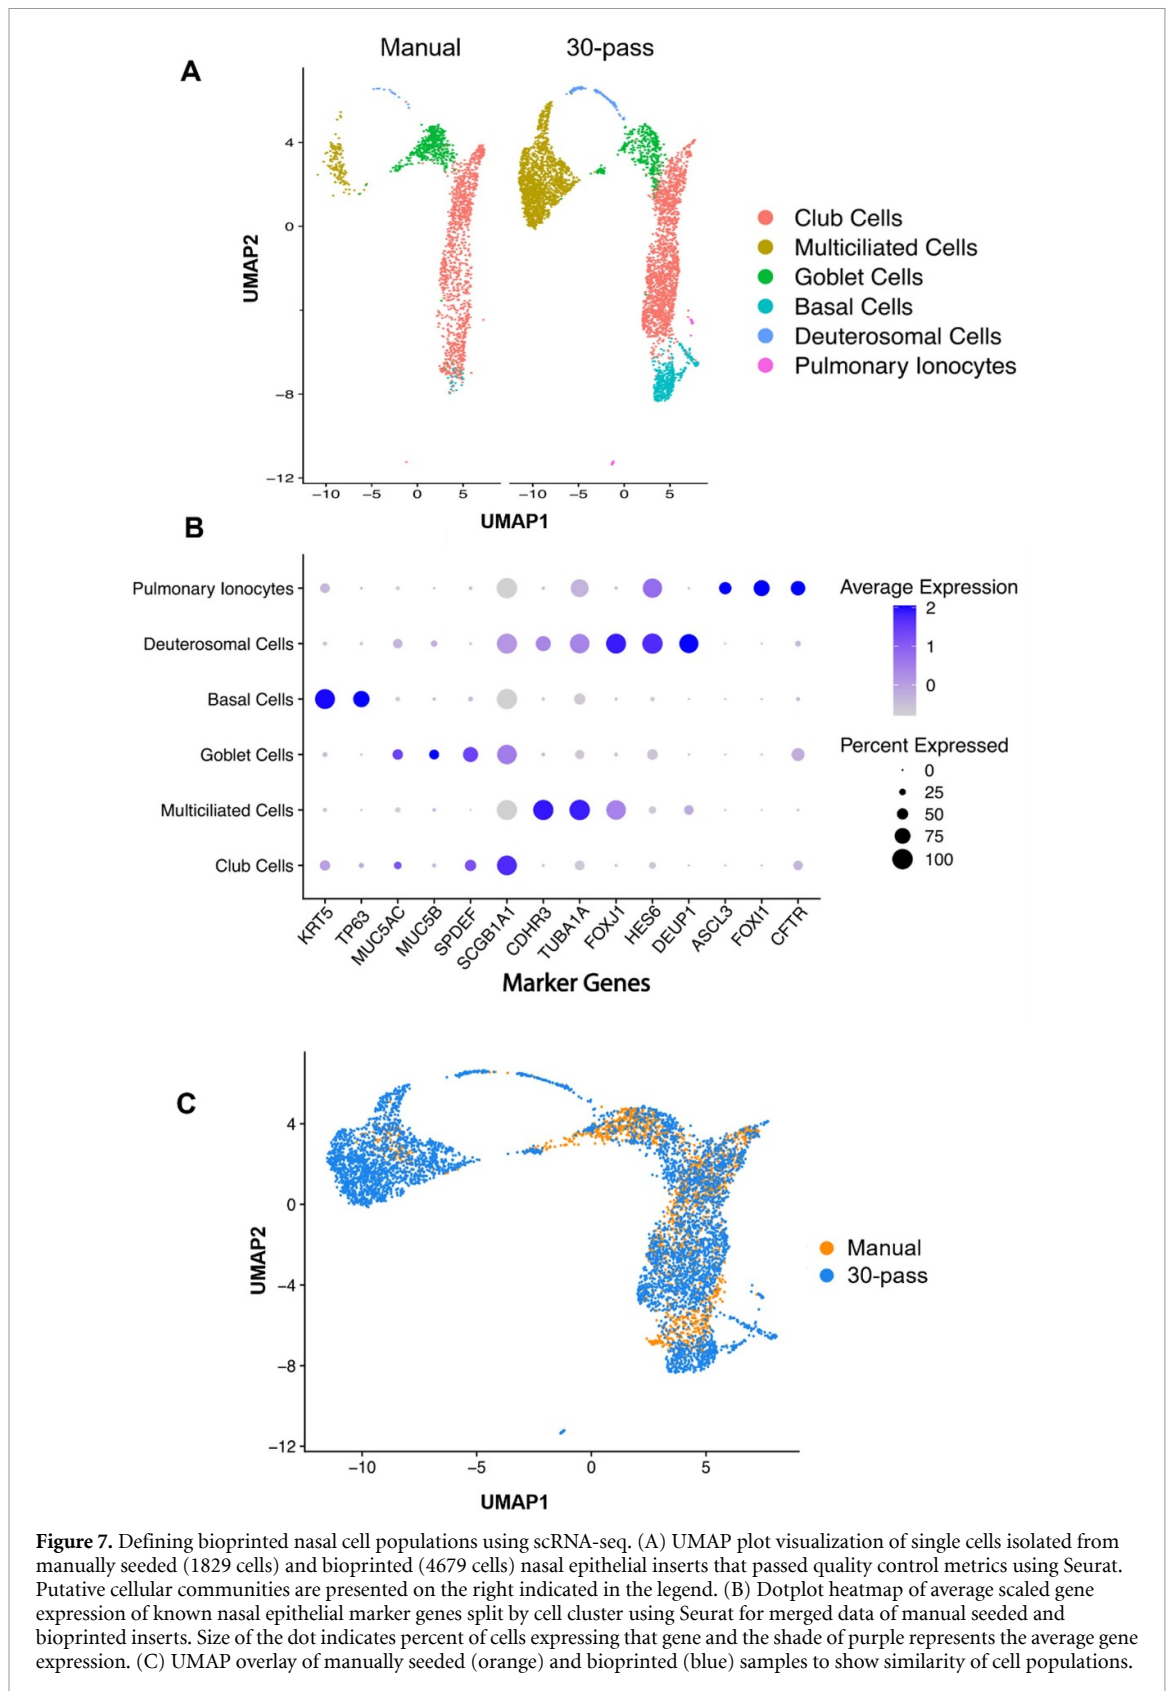 Manual 30-pass
A
4
0
−8
−12
UMAP2
−10 −5 0 5 −10 −5 0 5
UMAP1
Club Cells
Multiciliated Cells
Goblet Cells
Basal Cells
Deuterosomal Cells
Pulmonary Ionocytes
B
Pulmonary Ionocytes
Deuterosomal Cells
Basal Cells
Goblet Cells
Multiciliated Cells
Club Cells
KRT5 TP63 MUC5AC MUC5B SPDEF SCGB1A1 CDHR3 TUBA1A FOXJ1 HES6 DEUP1 ASCL3 FOXI1 CFTR
Marker Genes
Average Expression
2
1
0
Percent Expressed
0
25
50
75
100
C
4
0
−4
−8
−12
UMAP2
−10 −5 0 5
UMAP1
Manual
30-pass
Figure 7. Defining bioprinted nasal cell populations using scRNA-seq. (A) UMAP plot visualization of single cells isolated from
manually seeded (1829 cells) and bioprinted (4679 cells) nasal epithelial inserts that passed quality control metrics using Seurat.
Putative cellular communities are presented on the right indicated in the legend. (B) Dotplot heatmap of average scaled gene
expression of known nasal epithelial marker genes split by cell cluster using Seurat for merged data of manual seeded and
bioprinted inserts. Size of the dot indicates percent of cells expressing that gene and the shade of purple represents the average gene
expression. (C) UMAP overlay of manually seeded (orange) and bioprinted (blue) samples to show similarity of cell populations.